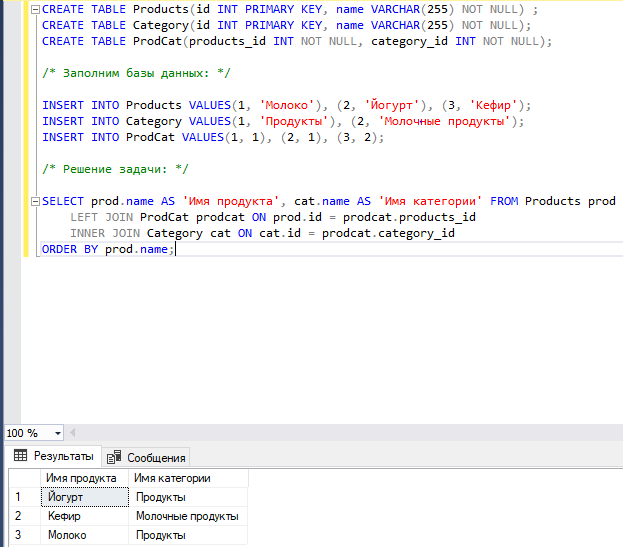 CREATE TABLE Products(id INT PRIMARY KEY, name VARCHAR(255) NOT NULL) ;
CREATE TABLE Category(id INT PRIMARY KEY, name VARCHAR(255) NOT NULL);
CREATE TABLE ProdCat(products_id INT NOT NULL, category_id INT NOT NULL);
/* Заполним базы данных: */
INSERT INTO Products VALUES(1, 'Молоко'), (2, 'Йогурт'), (3, 'Кефир');
INSERT INTO Category VALUES(1, 'Продукты'), (2, 'Молочные продукты');
INSERT INTO ProdCat VALUES(1, 1), (2, 1), (3, 2);
/* Решение задачи: */
SELECT prod.name AS 'Имя продукта', cat.name AS 'Имя категории' FROM Products prod
LEFT JOIN ProdCat prodcat ON prod.id = prodcat.products_id
INNER JOIN Category cat ON cat.id = prodcat.category_id
ORDER BY prod.name;
100 %
Результаты Сообщения
Имя продукта Имя категории
1 Йогурт Продукты
2 Кефир Молочные продукты
3 Молоко Продукты